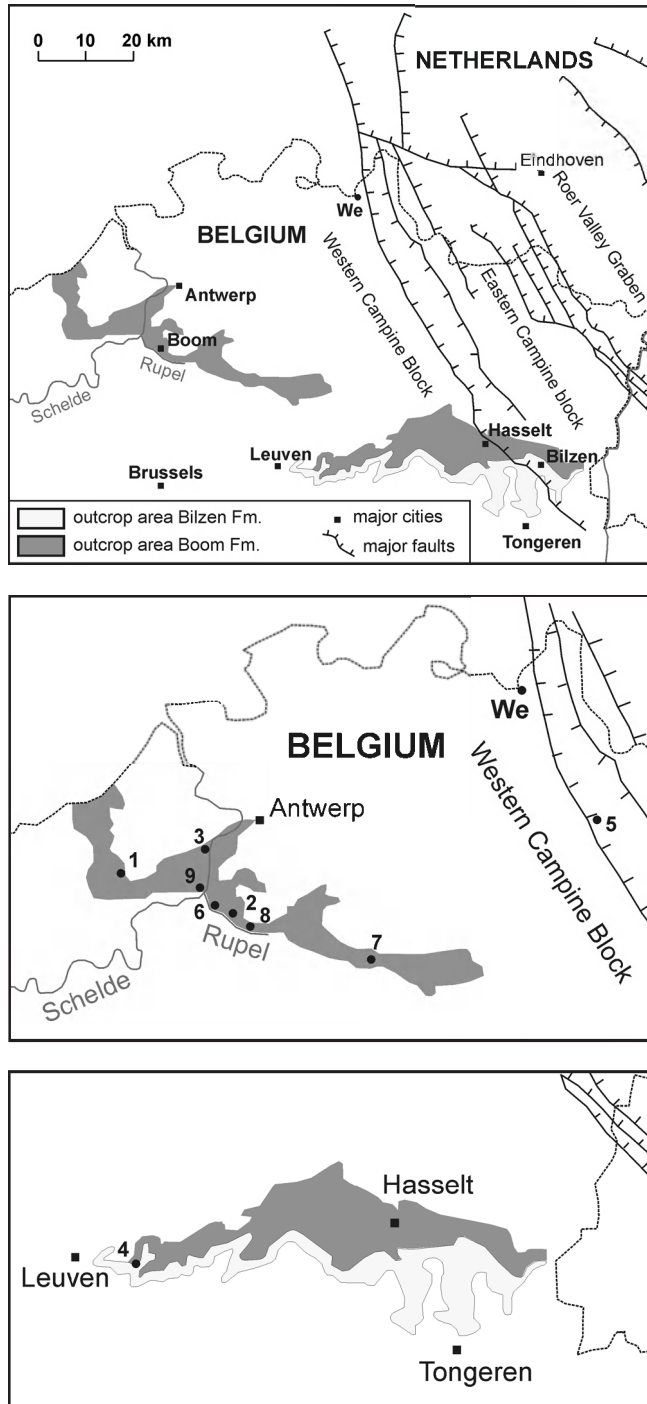 0 10 20 km
NETHERLANDS
Eindhoven
Roer Valley Graben
We
BELGIUM
Western Campine Block
Eastern Campine block
Antwerp
Boom
Rupel
Schelde
Hasselt
Leuven
Bilzen
Brussels
outcrop area Bilzen Fm.
major cities
outcrop area Boom Fm.
major faults
Tongeren
We
BELGIUM
Western Campine Block
Antwerp
5
3
1
9
6
2
8
Rupel
7
Schelde
Hasselt
4
Leuven
Tongeren